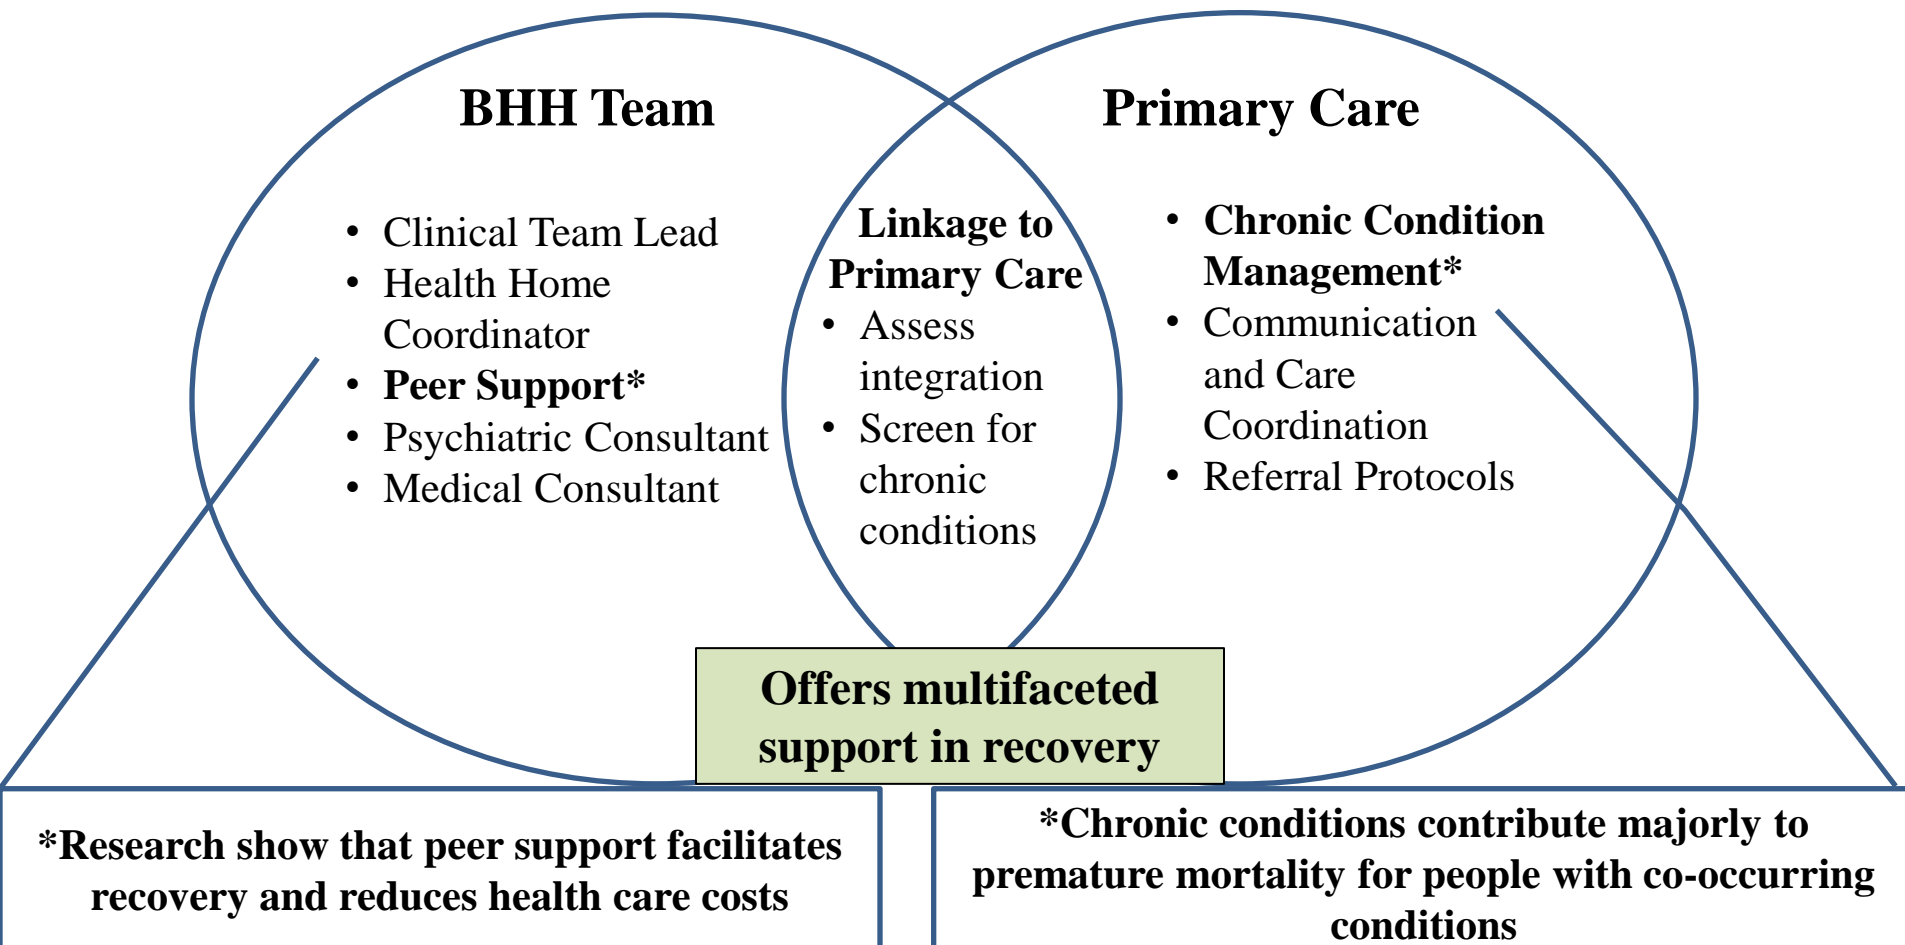 BHH Team
• Clinical Team Lead
• Health Home
Coordinator
• Peer Support*
• Psychiatric Consultant
• Medical Consultant
Linkage to
Primary Care
• Assess
integration
• Screen for
chronic
conditions
Primary Care
• Chronic Condition
Management*
• Communication
and Care
Coordination
• Referral Protocols
Offers multifaceted
support in recovery
*Research show that peer support facilitates
recovery and reduces health care costs
*Chronic conditions contribute majorly to
premature mortality for people with co-occurring
conditions